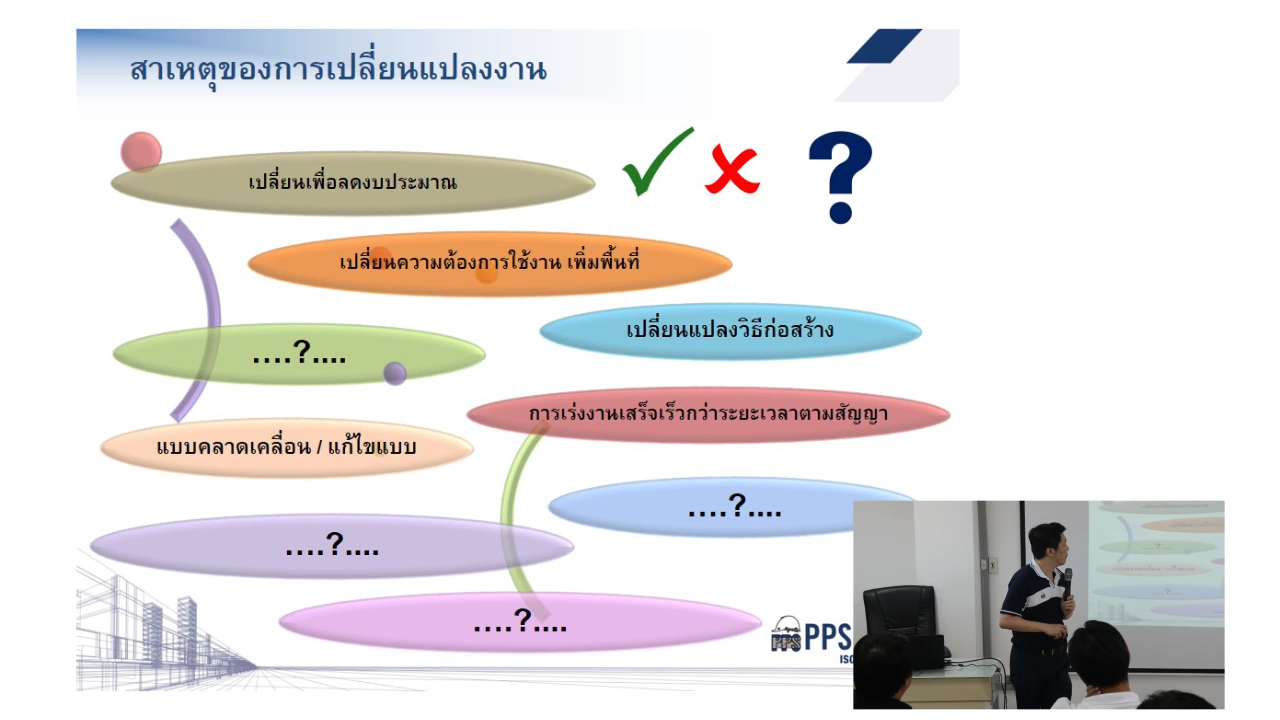 สาเหตุของการเปลี่ยนแปลงงาน
เปลี่ยนเพื่อลดงบประมาณ
?
เปลี่ยนความต้องการใช้งาน เพิ่มพื้นที่
เปลี่ยนแปลงวิธีก่อสร้าง
....?....
การเร่งงานเสร็จเร็วกว่าระยะเวลาตามสัญญา
แบบคลาดเคลื่อน / แก้ไขแบบ
....?....
....?....
....?....
PPS PPS
ISO